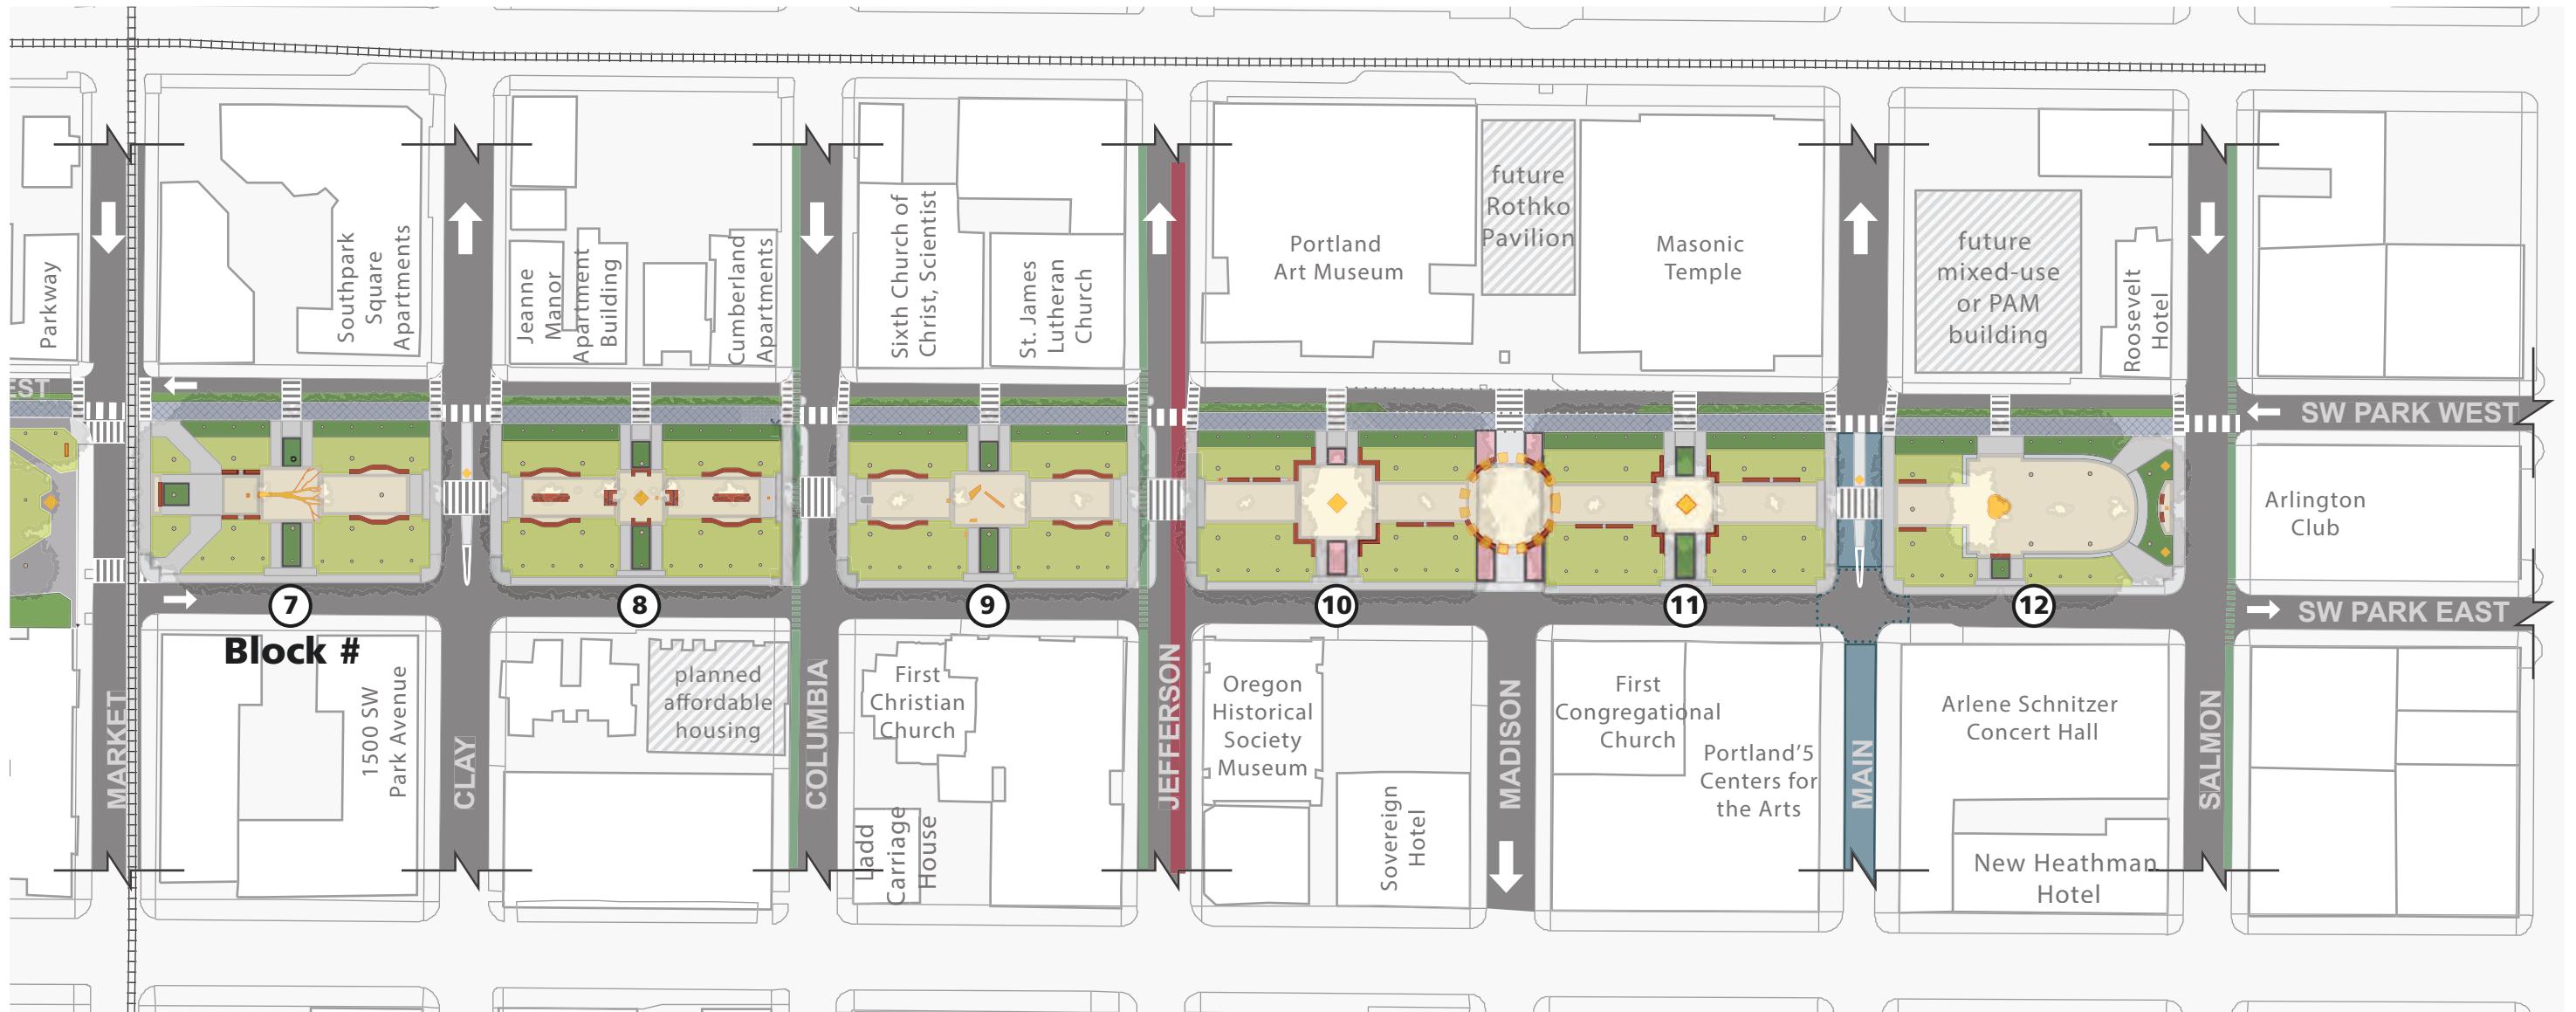 Parkway
Southpark
Square
Apartments
Jeanne
Manor
Apartment
Building
Cumberland
Apartments
Sixth Church of
Christ, Scientist
St. James
Lutheran
Church
Portland
Art Museum
future
Rothko
Pavilion
Masonic
Temple
future
mixed-use
or PAM
building
Roosevelt
Hotel
EST
SW PARK WEST
Arlington
Club
7
8
9
10
11
12
SW PARK EAST
Block #
MARKET
1500 SW
Park Avenue
CLAY
planned
affordable
housing
COLUMBIA
First
Christian
Church
Ladd
Carriage
House
JEFFERSON
Oregon
Historical
Society
Museum
Sovereign
Hotel
MADISON
First
Congregational
Church
Portland'5
Centers for
the Arts
MAIN
Arlene Schnitzer
Concert Hall
New Heathman
Hotel
SALMON